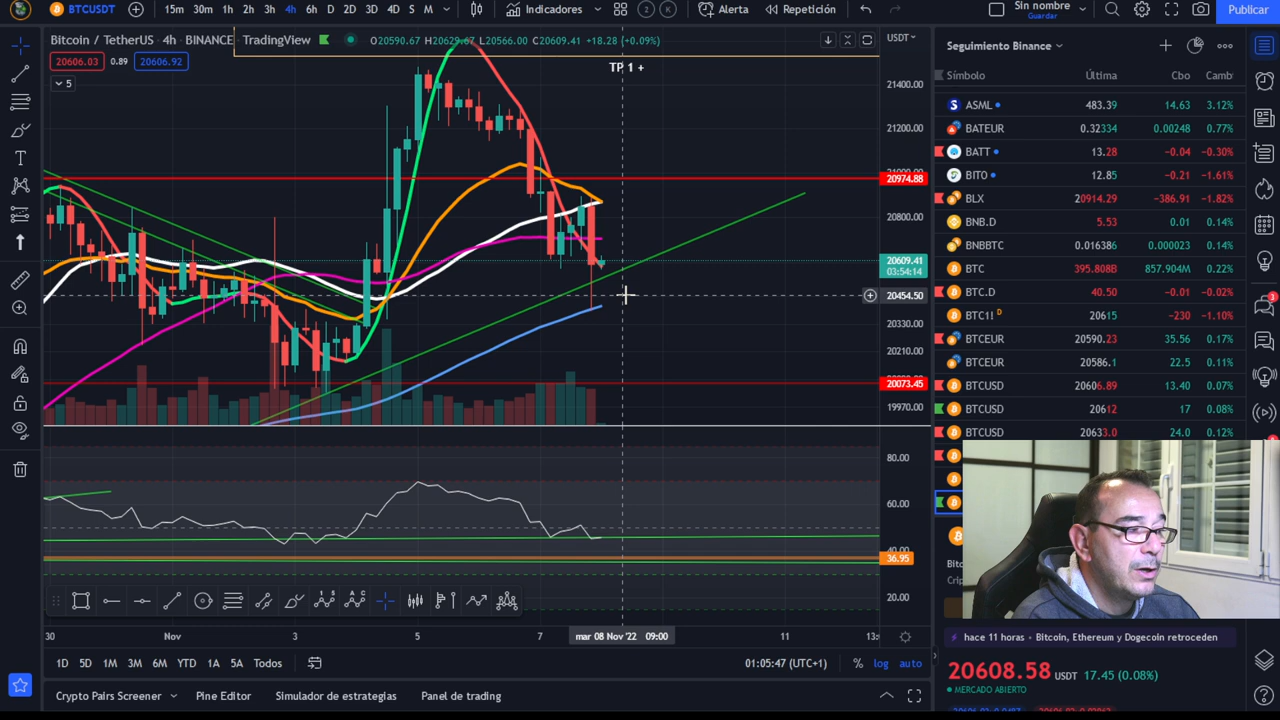 BTCUSDT
15m 30m 1h 2h 3h 4h 6h D 2D 3D 4D S M
Indicadores
Alerta
Repetición
Sin nombre
Guardar
Publicar
Bitcoin / TetherUS · 4h · BINANCE
TradingView
O20590.67 H20629.67 L20566.00 C20609.41 +18.28 (+0.09%)
20606.03 0.89 20606.92
5
TP 1 +
USDT
21400.00
21200.00
20974.88
20800.00
20609.41
03:54:14
20454.50
20330.00
20210.00
20073.45
19970.00
80.00
60.00
40.00
36.95
20.00
30 Nov 3 5 7 mar 08 Nov '22 09:00 11
1D 5D 1M 3M 6M YTD 1A 5A Todos
01:05:47 (UTC+1) % log auto
Crypto Pairs Screener Pine Editor Simulador de estrategias Panel de trading
Seguimiento Binance
Símbolo Última Cbo
ASML 483.39 14.63 3.12%
BATEUR 0.32334 0.00248 0.77%
BATT 13.28 −0.04 −0.30%
BITO 12.85 −0.21 −1.61%
BLX 20914.29 −386.91 −1.82%
BNB.D 5.53 0.01 0.14%
BNBBTC 0.016386 0.000023 0.14%
BTC 395.808B 857.904M 0.22%
BTC.D 40.50 −0.01 −0.02%
BTC1! D 20615 −230 −1.10%
BTCEUR 20590.23 35.56 0.17%
BTCEUR 20586.1 22.5 0.11%
BTCUSD 20606.89 13.40 0.07%
BTCUSD 20612 17 0.08%
BTCUSD 20633.0 24.0 0.12%
hace 11 horas • Bitcoin, Ethereum y Dogecoin retroceden
20608.58 USDT 17.45 (0.08%)
MERCADO ABIERTO